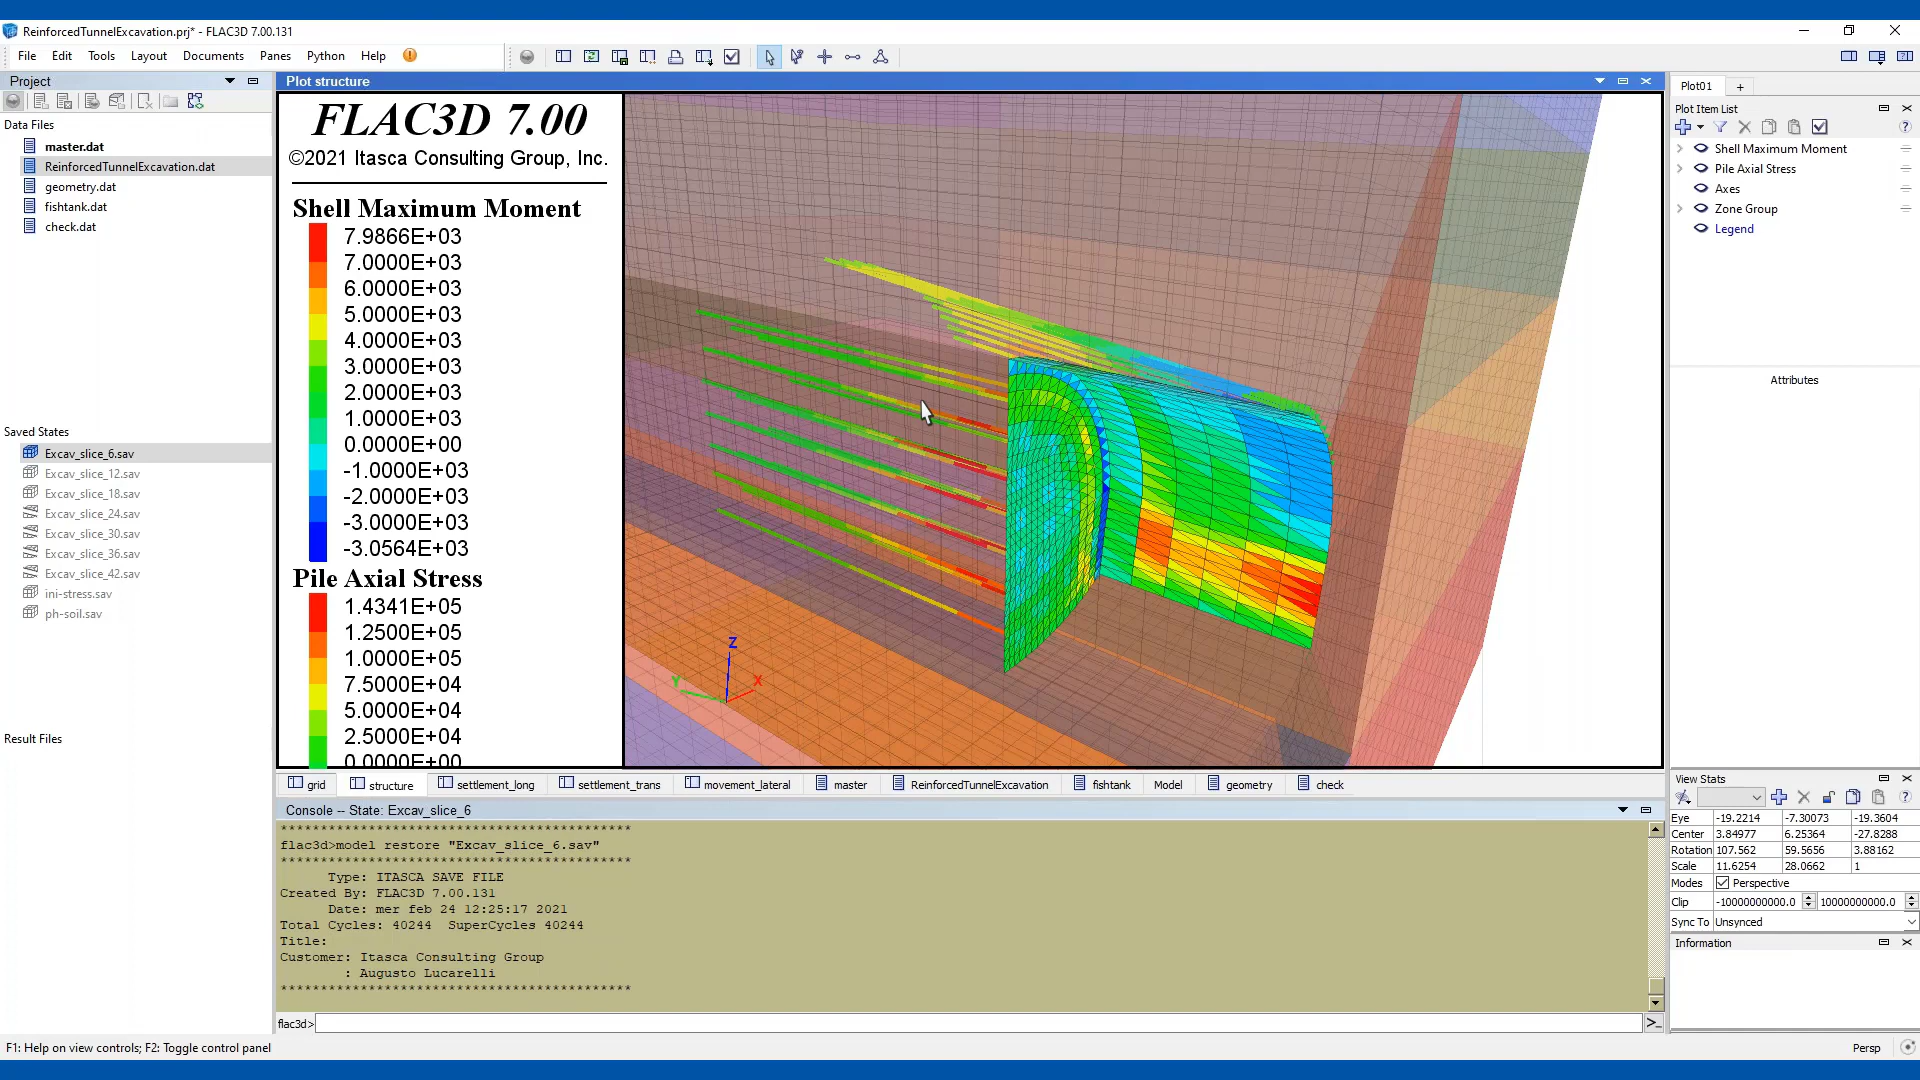 ReinforcedTunnelExcavation.prj* - FLAC3D 7.00.131
File Edit Tools Layout Documents Panes Python Help
Project
Data Files
master.dat
ReinforcedTunnelExcavation.dat
geometry.dat
fishtank.dat
check.dat
Saved States
Excav_slice_6.sav
Excav_slice_12.sav
Excav_slice_18.sav
Excav_slice_24.sav
Excav_slice_30.sav
Excav_slice_36.sav
Excav_slice_42.sav
ini-stress.sav
ph-soil.sav
Result Files
Plot structure
FLAC3D 7.00
©2021 Itasca Consulting Group, Inc.
Shell Maximum Moment
7.9866E+03
7.0000E+03
6.0000E+03
5.0000E+03
4.0000E+03
3.0000E+03
2.0000E+03
1.0000E+03
0.0000E+00
-1.0000E+03
-2.0000E+03
-3.0000E+03
-3.0564E+03
Pile Axial Stress
1.4341E+05
1.2500E+05
1.0000E+05
7.5000E+04
5.0000E+04
2.5000E+04
0.0000E+00
Z
Y
X
grid structure settlement_long settlement_trans movement_lateral master ReinforcedTunnelExcavation fishtank Model geometry check
Console -- State: Excav_slice_6
********************************************
flac3d>model restore "Excav_slice_6.sav"
********************************************
Type: ITASCA SAVE FILE
Created By: FLAC3D 7.00.131
Date: mer feb 24 12:25:17 2021
Total Cycles: 40244 SuperCycles 40244
Title:
Customer: Itasca Consulting Group
: Augusto Lucarelli
********************************************
flac3d>
Plot01
Plot Item List
Shell Maximum Moment
Pile Axial Stress
Axes
Zone Group
Legend
Attributes
View Stats
Eye -19.2214 -7.30073 -19.3604
Center 3.84977 6.25364 -27.8288
Rotation 107.562 59.5656 3.88162
Scale 11.6254 28.0662 1
Modes Perspective
Clip -10000000000.0 10000000000.0
Sync To Unsynced
Information
F1: Help on view controls; F2: Toggle control panel
Persp